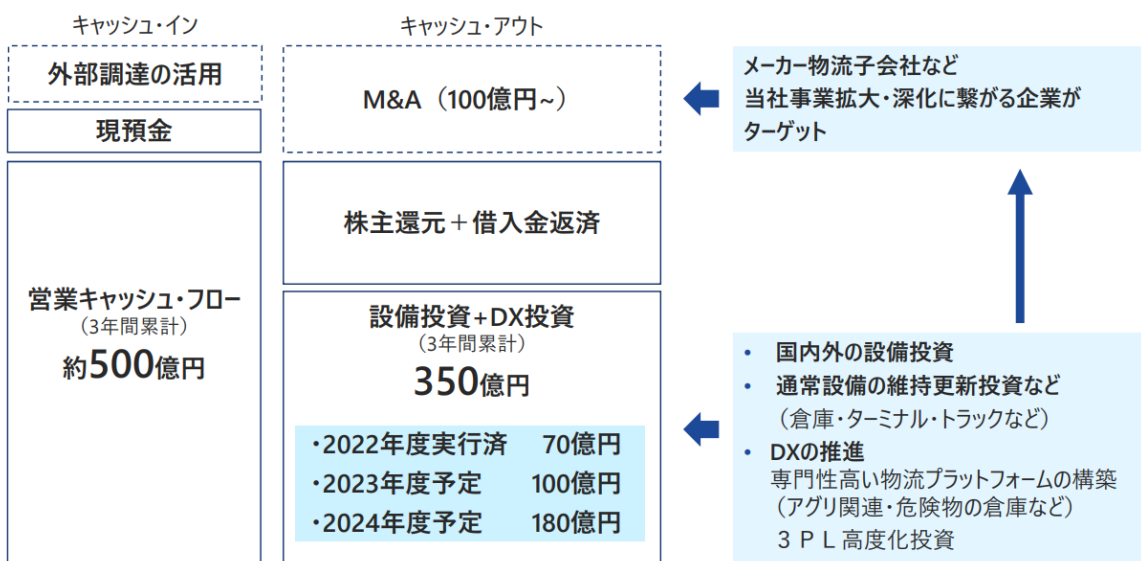 キャッシュ・イン
外部調達の活用
現預金
営業キャッシュ・フロー
（3年間累計）
約500億円
キャッシュ・アウト
M&A（100億円~）
株主還元＋借入金返済
設備投資+DX投資
（3年間累計）
350億円
・2022年度実行済 70億円
・2023年度予定 100億円
・2024年度予定 180億円
メーカー物流子会社など
当社事業拡大・深化に繋がる企業が
ターゲット
• 国内外の設備投資
• 通常設備の維持更新投資など
（倉庫・ターミナル・トラックなど）
• DXの推進
専門性高い物流プラットフォームの構築
（アグリ関連・危険物の倉庫など）
３ＰＬ高度化投資